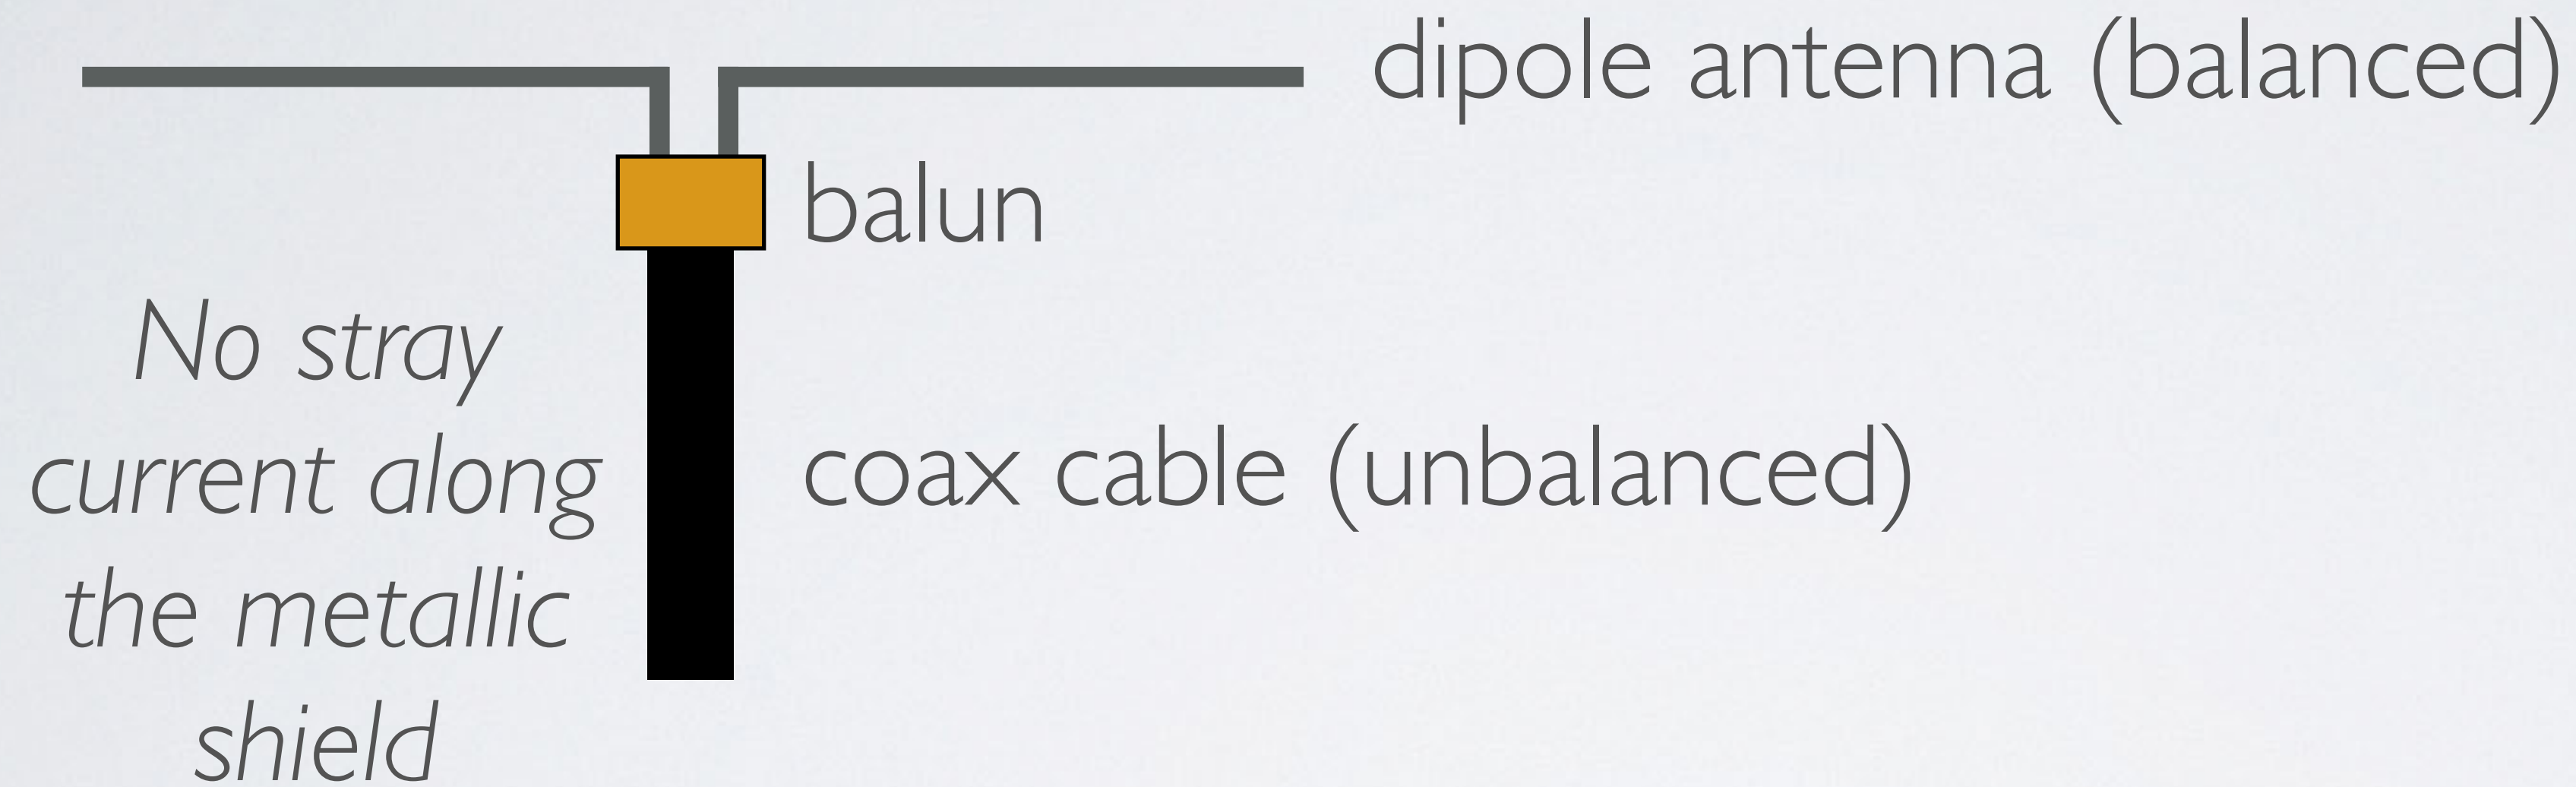 dipole antenna (balanced)
balun
No stray
current along
the metallic
shield
coax cable (unbalanced)